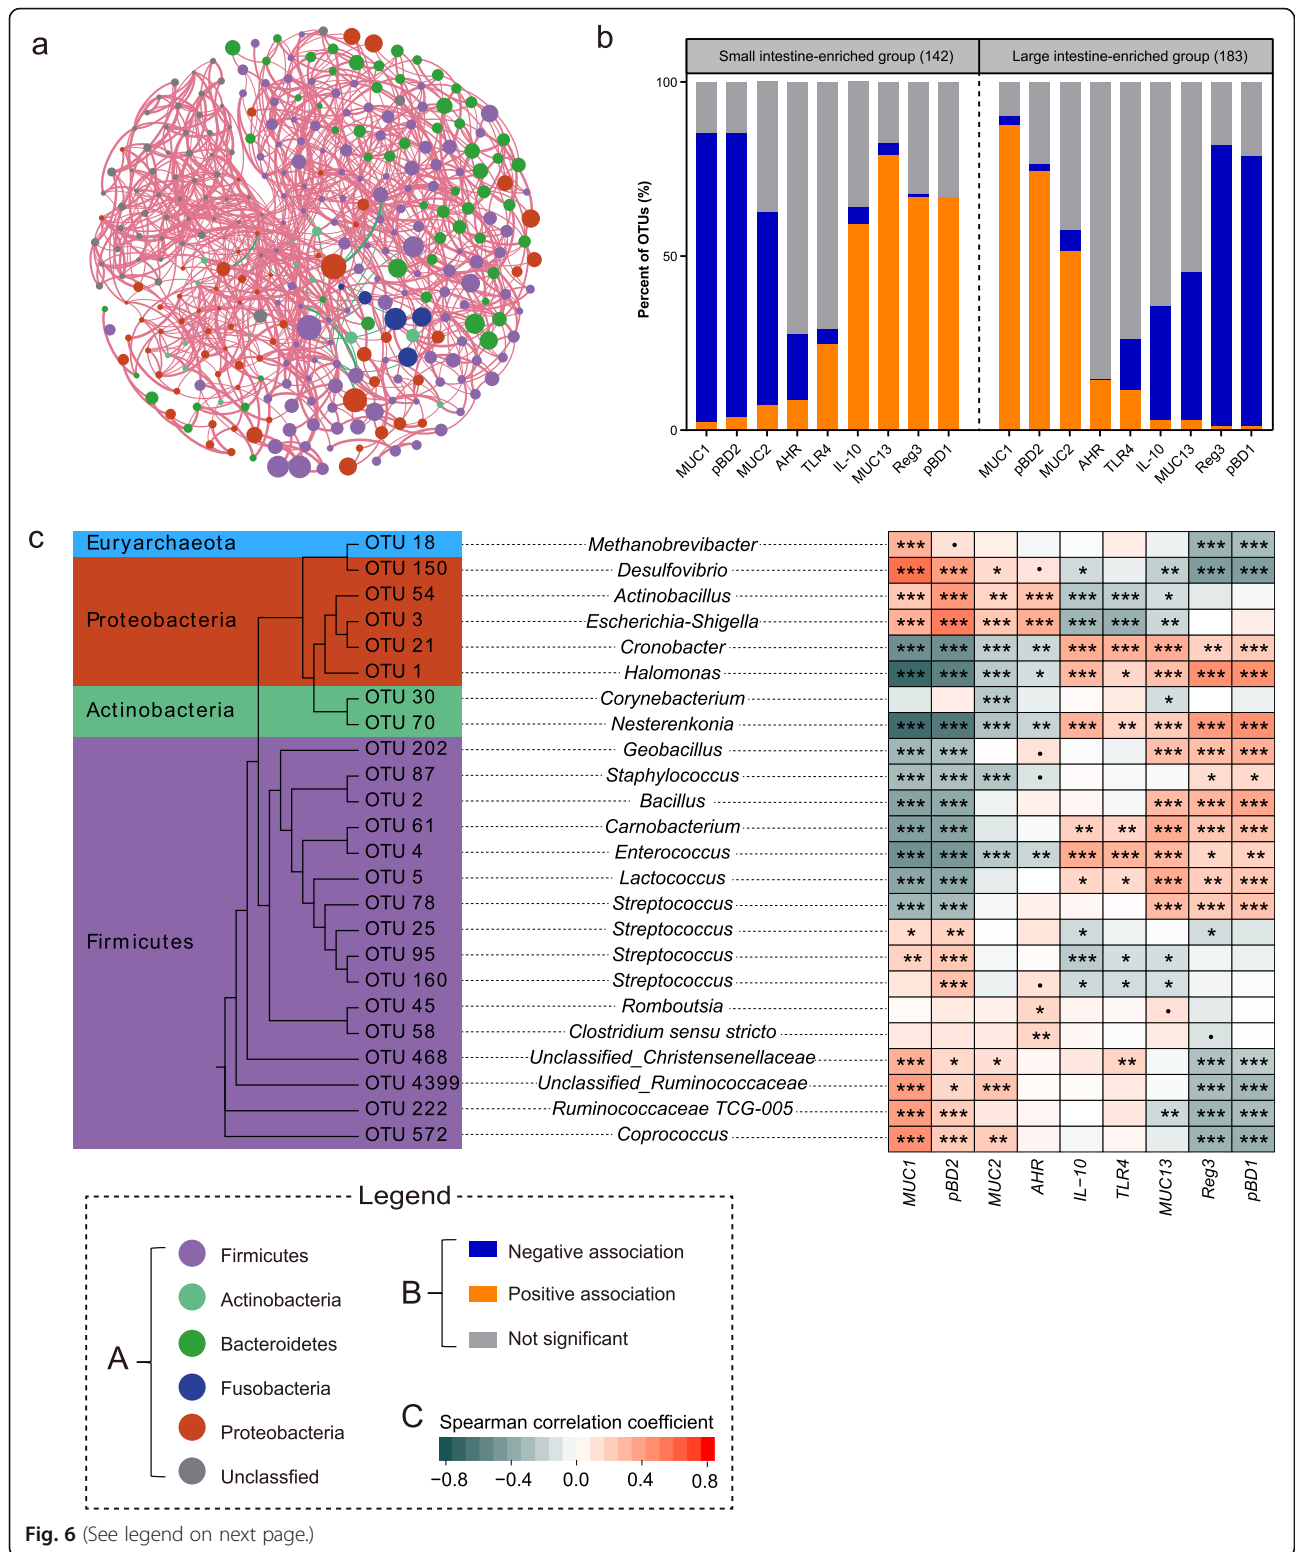 a
b
Small intestine-enriched group (142)
Large intestine-enriched group (183)
Percent of OTUs (%)
100
50
0
MUC1 pBD2 MUC2 AHR TLR4 IL-10 MUC13 Reg3 pBD1
MUC1 pBD2 MUC2 AHR TLR4 IL-10 MUC13 Reg3 pBD1
c
Euryarchaeota
Proteobacteria
Actinobacteria
Firmicutes
OTU 18 Methanobrevibacter *** • *** ***
OTU 150 Desulfovibrio *** *** * • * ** *** ***
OTU 54 Actinobacillus *** *** ** *** *** *** *
OTU 3 Escherichia-Shigella *** *** *** *** *** *** **
OTU 21 Cronobacter *** *** *** ** *** *** *** ** ***
OTU 1 Halomonas *** *** *** * *** * *** *** ***
OTU 30 Corynebacterium *** *
OTU 70 Nesterenkonia *** *** *** ** *** ** *** *** ***
OTU 202 Geobacillus *** *** • *** *** ***
OTU 87 Staphylococcus *** *** *** • * *
OTU 2 Bacillus *** *** *** *** ***
OTU 61 Carnobacterium *** *** ** ** *** *** ***
OTU 4 Enterococcus *** *** *** ** *** *** *** * **
OTU 5 Lactococcus *** *** * * *** ** ***
OTU 78 Streptococcus *** *** *** *** ***
OTU 25 Streptococcus * ** * *
OTU 95 Streptococcus ** *** *** * *
OTU 160 Streptococcus *** • * * *
OTU 45 Romboutsia * •
OTU 58 Clostridium sensu stricto ** •
OTU 468 Unclassified_Christensenellaceae *** * * ** *** ***
OTU 4399 Unclassified_Ruminococcaceae *** * *** *** ***
OTU 222 Ruminococcaceae TCG-005 *** *** ** *** ***
OTU 572 Coprococcus *** *** ** *** ***
MUC1 pBD2 MUC2 AHR IL−10 TLR4 MUC13 Reg3 pBD1
Legend
A
Firmicutes
Actinobacteria
Bacteroidetes
Fusobacteria
Proteobacteria
Unclassfied
B
Negative association
Positive association
Not significant
C Spearman correlation coefficient
−0.8 −0.4 0.0 0.4 0.8
Fig. 6 (See legend on next page.)